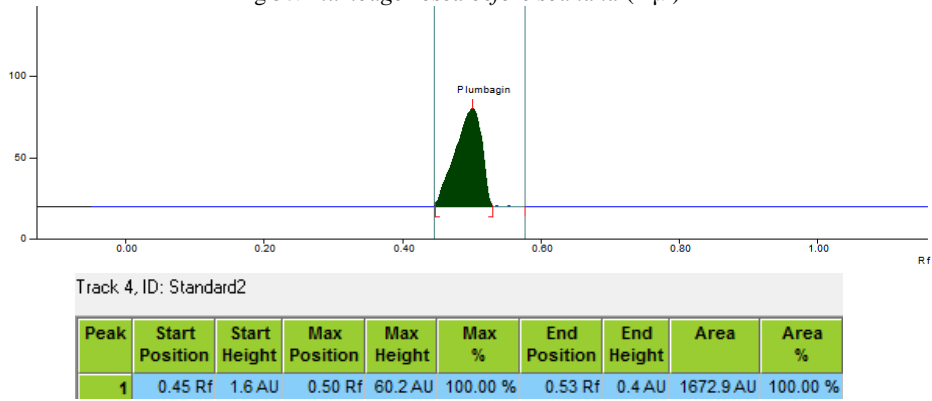 100
Plumbagin
50
0
0.00 0.20 0.40 0.60 0.80 1.00
Rf
Track 4, ID: Standard2
Peak Start Position Start Height Max Position Max Height Max % End Position End Height Area Area %
1 0.45 Rf 1.6 AU 0.50 Rf 60.2 AU 100.00 % 0.53 Rf 0.4 AU 1672.9 AU 100.00 %